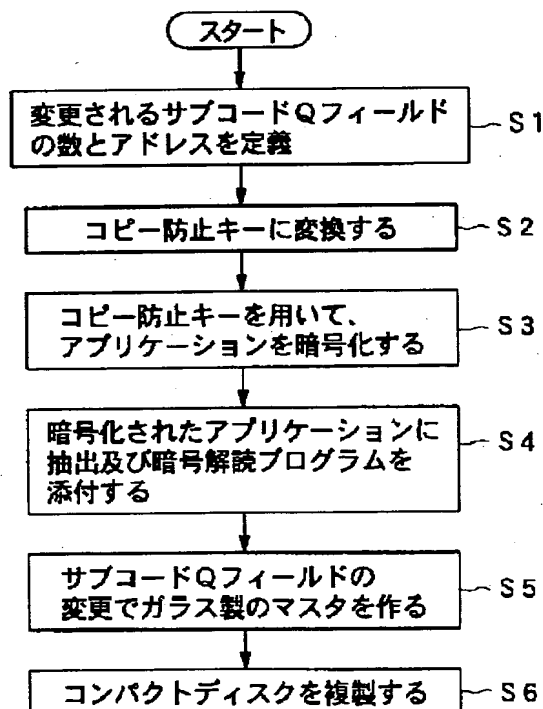 スタート
変更されるサブコードQフィールド
の数とアドレスを定義
S1
コピー防止キーに変換する
S2
コピー防止キーを用いて、
アプリケーションを暗号化する
S3
暗号化されたアプリケーションに
抽出及び暗号解読プログラムを
添付する
S4
サブコードQフィールドの
変更でガラス製のマスタを作る
S5
コンパクトディスクを複製する
S6